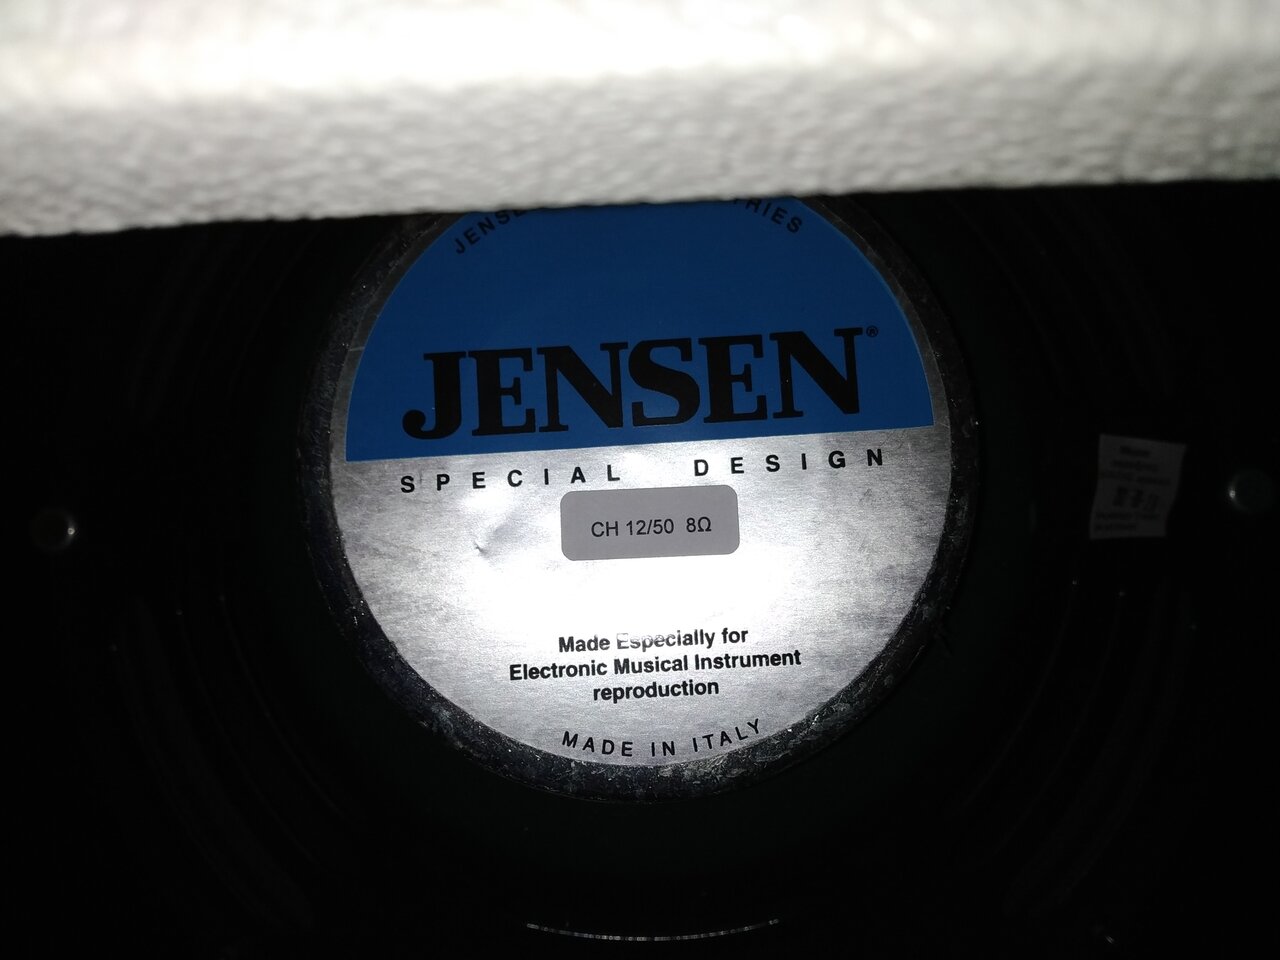 JENSEN®
SPECIAL DESIGN
CH 12/50 8Ω
Made Especially for
Electronic Musical Instrument
reproduction
MADE IN ITALY